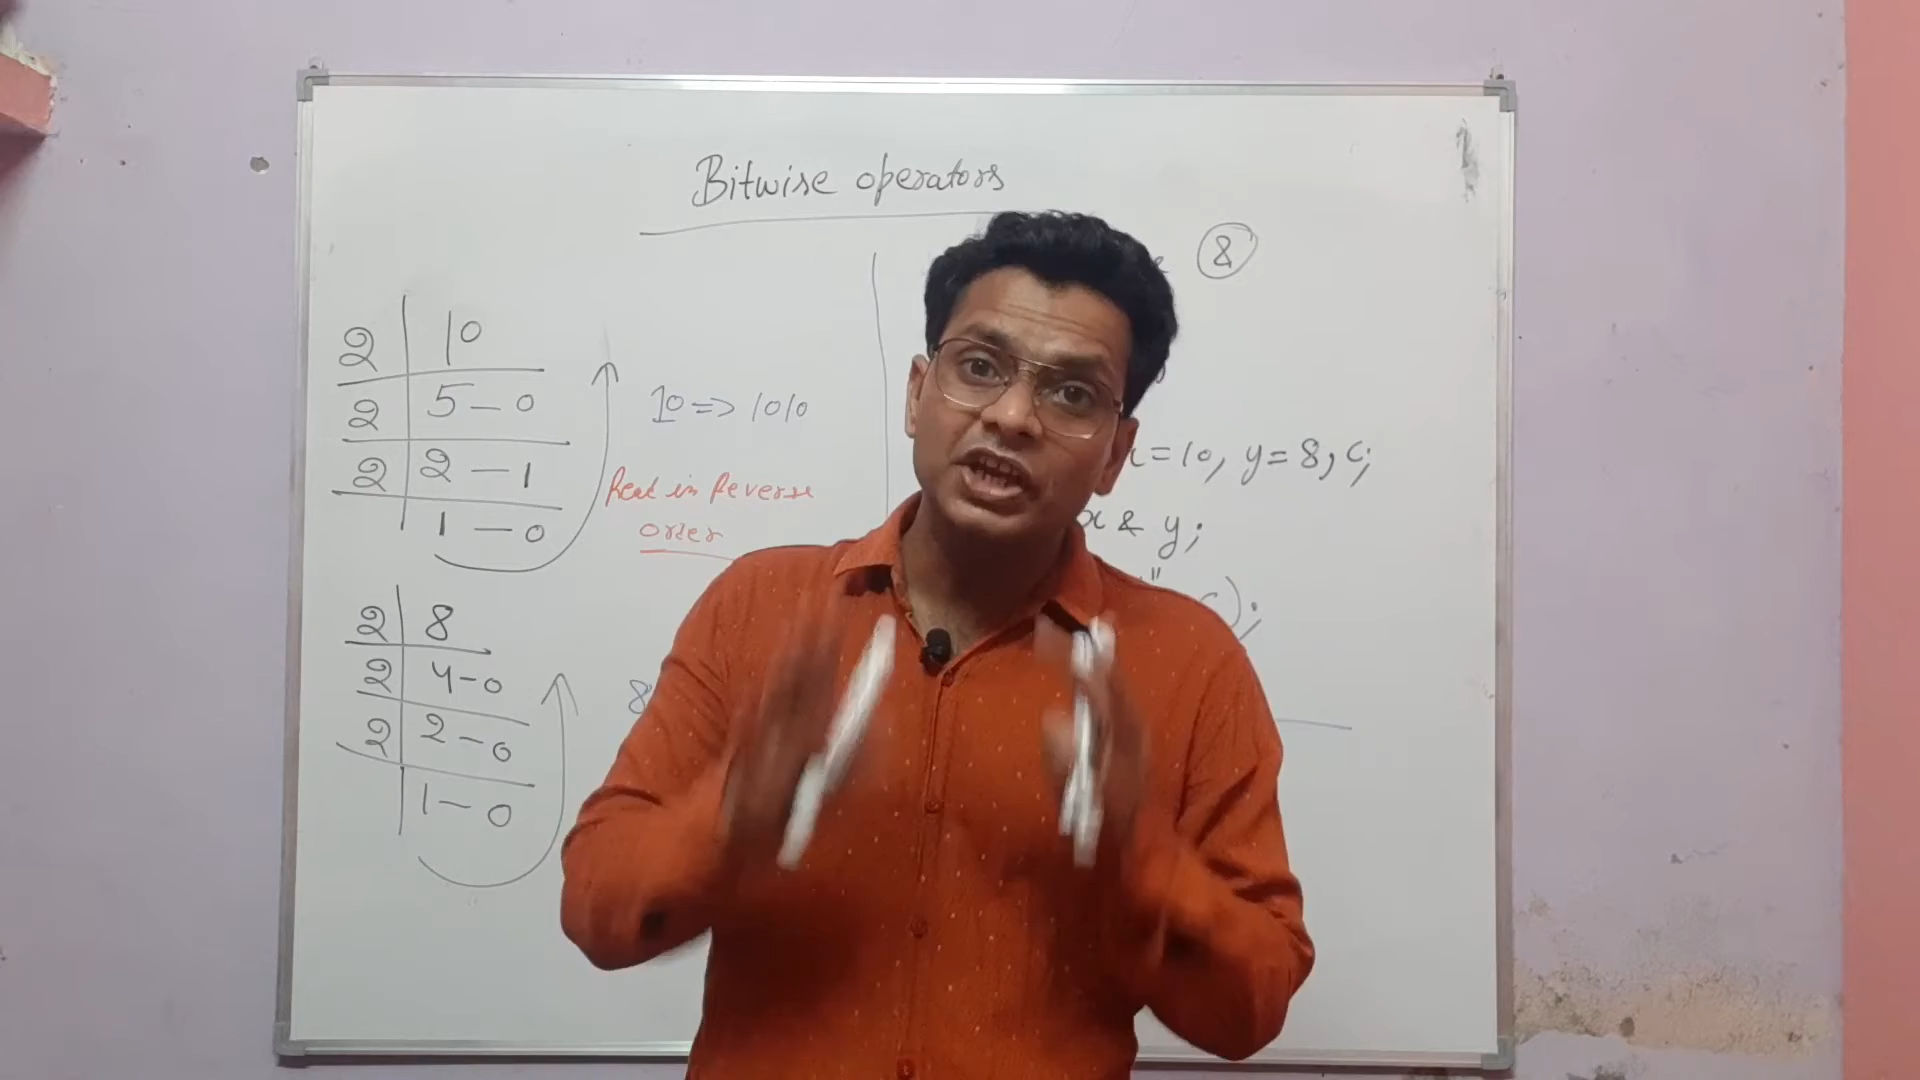 Bitwise operators
2 | 10
2 | 5 - 0
2 | 2 - 1
1 - 0
10 => 1010
Read in Reverse
order
2 | 8
2 | 4 - 0
2 | 2 - 0
1 - 0
8
&
=10, y=8, c;
x & y;
" c);